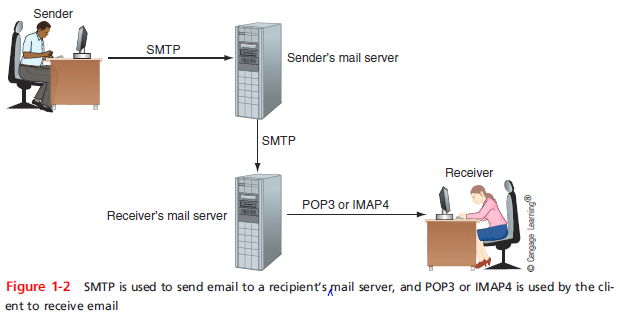 Sender
SMTP
Sender's mail server
SMTP
Receiver
Receiver's mail server
POP3 or IMAP4
© Cengage Learning®
Figure 1-2 SMTP is used to send email to a recipient's mail server, and POP3 or IMAP4 is used by the cli-
ent to receive email